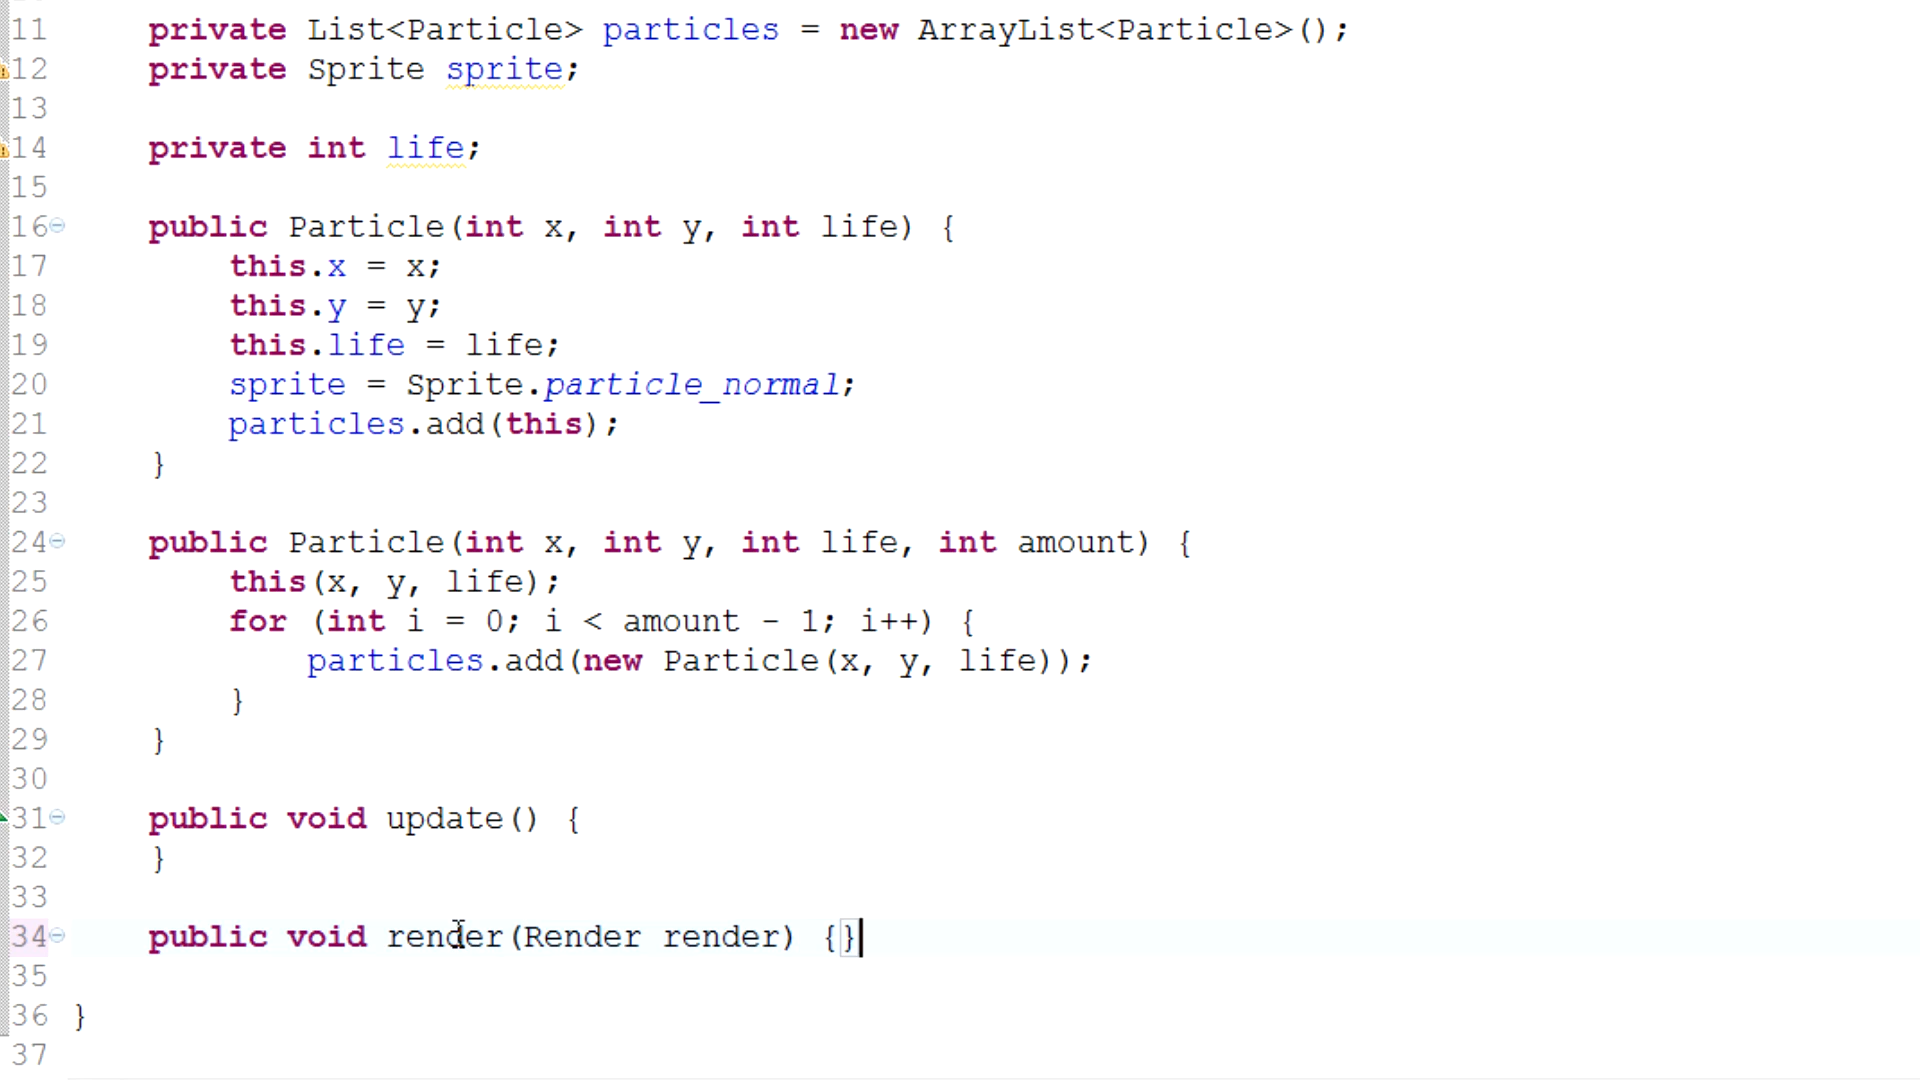 11 private List<Particle> particles = new ArrayList<Particle>();
12 private Sprite sprite;
13
14 private int life;
15
16 public Particle(int x, int y, int life) {
17 this.x = x;
18 this.y = y;
19 this.life = life;
20 sprite = Sprite.particle_normal;
21 particles.add(this);
22 }
23
24 public Particle(int x, int y, int life, int amount) {
25 this(x, y, life);
26 for (int i = 0; i < amount - 1; i++) {
27 particles.add(new Particle(x, y, life));
28 }
29 }
30
31 public void update() {
32 }
33
34 public void render(Render render) {}
35
36 }
37